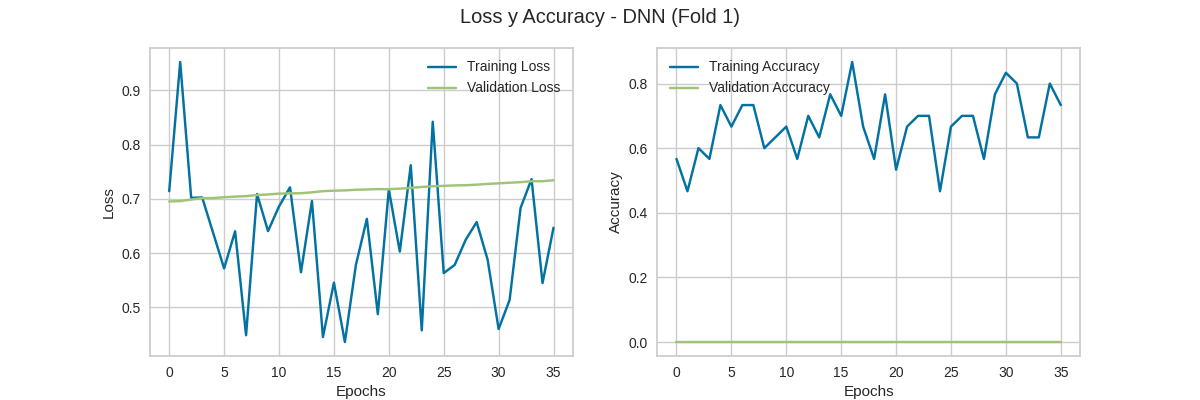 Loss y Accuracy - DNN (Fold 1)
Training Loss
Validation Loss
0.9
0.8
0.7
0.6
0.5
Loss
0 5 10 15 20 25 30 35
Epochs
Training Accuracy
Validation Accuracy
0.8
0.6
0.4
0.2
0.0
Accuracy
0 5 10 15 20 25 30 35
Epochs